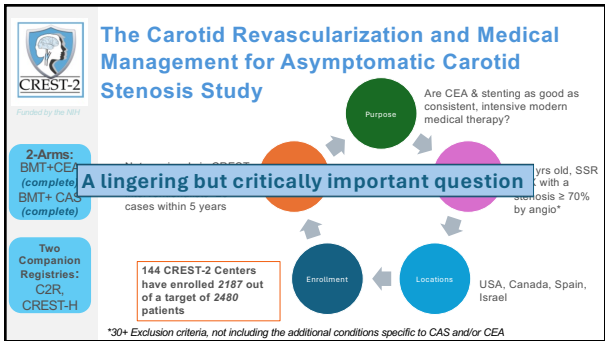 The Carotid Revascularization and Medical
Management for Asymptomatic Carotid
Stenosis Study
CREST-2
Funded by the NIH
Purpose
Are CEA & stenting as good as
consistent, intensive modern
medical therapy?
2-Arms:
BMT+CEA
(complete)
BMT+ CAS
(complete)
A lingering but critically important question
yrs old, SSR
with a
stenosis ≥ 70%
by angio*
cases within 5 years
Two
Companion
Registries:
C2R,
CREST-H
144 CREST-2 Centers
have enrolled 2187 out
of a target of 2480
patients
Enrollment
Locations
USA, Canada, Spain,
Israel
*30+ Exclusion criteria, not including the additional conditions specific to CAS and/or CEA